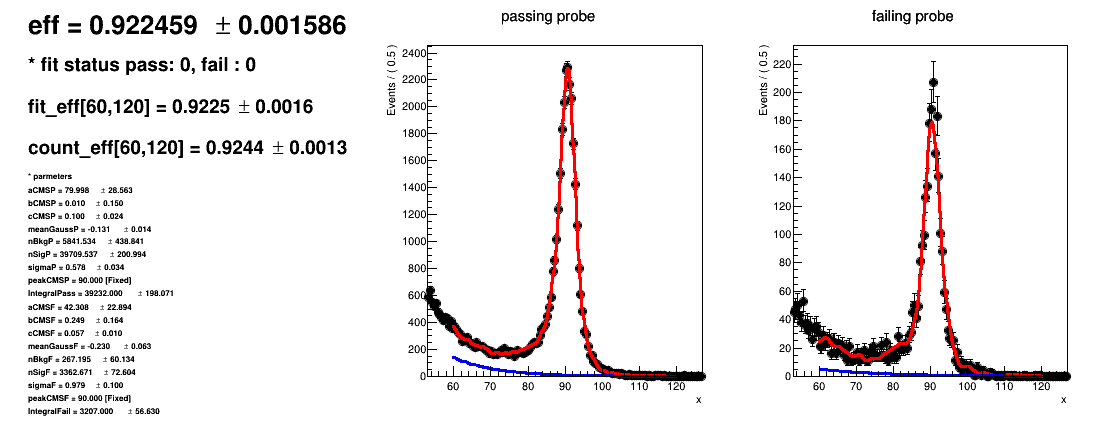 eff = 0.922459 ± 0.001586
* fit status pass: 0, fail : 0
fit_eff[60,120] = 0.9225 ± 0.0016
count_eff[60,120] = 0.9244 ± 0.0013
* parmeters
aCMSP = 79.998 ± 28.563
bCMSP = 0.010 ± 0.150
cCMSP = 0.100 ± 0.024
meanGaussP = -0.131 ± 0.014
nBkgP = 5841.534 ± 438.841
nSigP = 39709.537 ± 200.994
sigmaP = 0.578 ± 0.034
peakCMSP = 90.000 [Fixed]
IntegralPass = 39232.000 ± 198.071
aCMSF = 42.308 ± 22.894
bCMSF = 0.249 ± 0.164
cCMSF = 0.057 ± 0.010
meanGaussF = -0.230 ± 0.063
nBkgF = 267.195 ± 60.134
nSigF = 3362.671 ± 72.604
sigmaF = 0.979 ± 0.100
peakCMSF = 90.000 [Fixed]
IntegralFail = 3207.000 ± 56.630
passing probe
Events / ( 0.5 )
2400
2200
2000
1800
1600
1400
1200
1000
800
600
400
200
0
60 70 80 90 100 110 120
x
failing probe
Events / ( 0.5 )
220
200
180
160
140
120
100
80
60
40
20
0
60 70 80 90 100 110 120
x